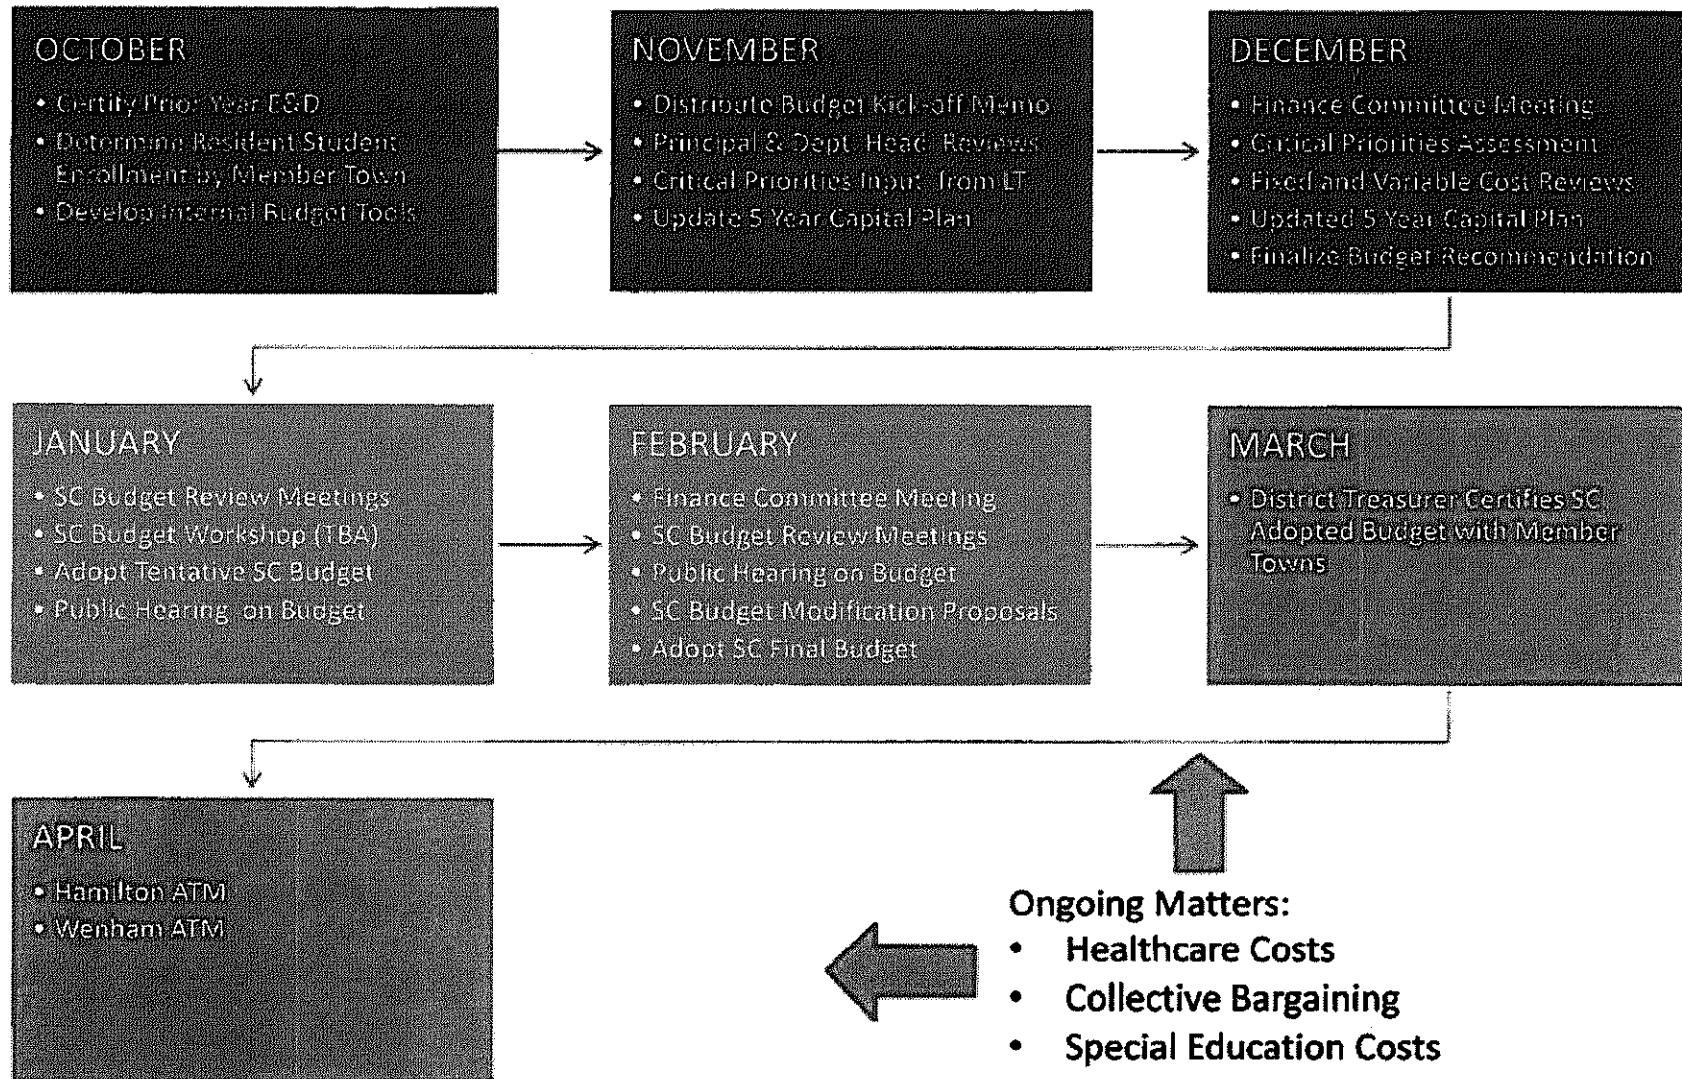 OCTOBER
• Certify Prior Year E&D
• Determine Resident Student
Enrollment by Member Town
• Develop Internal Budget Tools
NOVEMBER
• Distribute Budget Kick-off Memo
• Principal & Dept. Head Reviews
• Critical Priorities Input from LT
• Update 5 Year Capital Plan
DECEMBER
• Finance Committee Meeting
• Critical Priorities Assessment
• Fixed and Variable Cost Reviews
• Updated 5 Year Capital Plan
• Finalize Budget Recommendation
JANUARY
• SC Budget Review Meetings
• SC Budget Workshop (TBA)
• Adopt Tentative SC Budget
• Public Hearing on Budget
FEBRUARY
• Finance Committee Meeting
• SC Budget Review Meetings
• Public Hearing on Budget
• SC Budget Modification Proposals
• Adopt SC Final Budget
MARCH
• District Treasurer Certifies SC
Adopted Budget with Member
Towns
APRIL
• Hamilton ATM
• Wenham ATM
Ongoing Matters:
• Healthcare Costs
• Collective Bargaining
• Special Education Costs